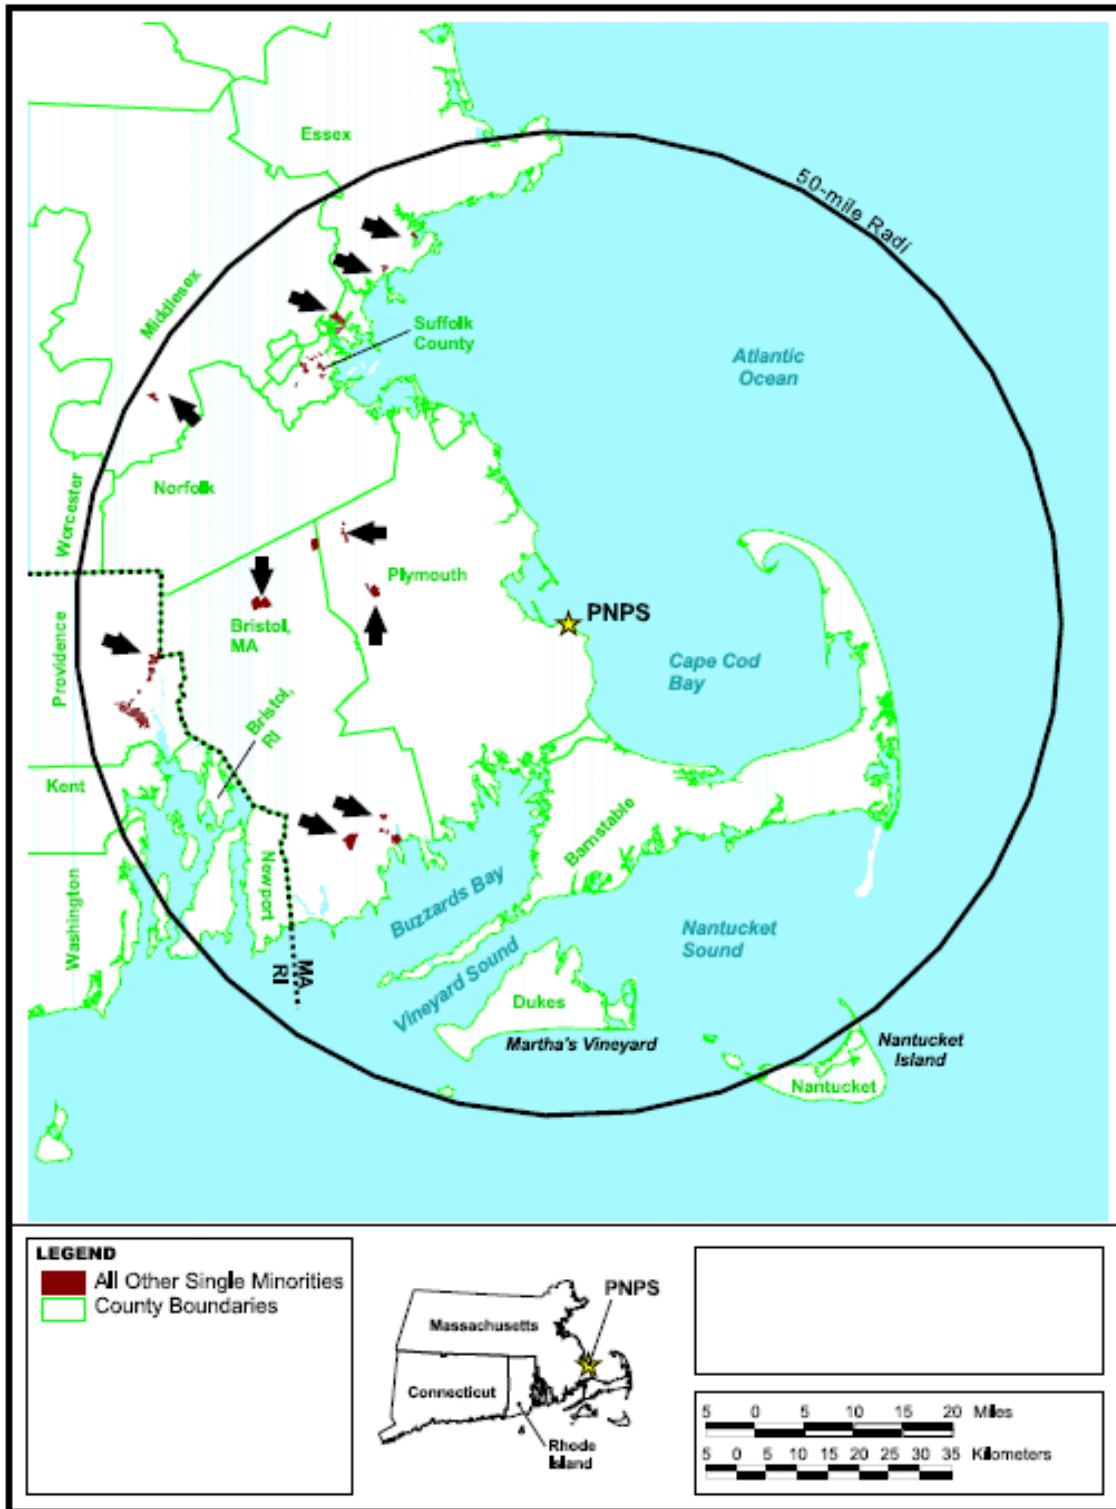 Essex
50-mile Radi
Middlesex
Suffolk
County
Atlantic
Ocean
Worcester
Norfolk
Plymouth
PNPS
Bristol,
MA
Providence
Cape Cod
Bay
Bristol,
RI
Kent
Barnstable
Newport
Washington
Buzzards Bay
Nantucket
Sound
Vineyard Sound
MA
RI
Dukes
Martha's Vineyard
Nantucket
Island
Nantucket
LEGEND
All Other Single Minorities
County Boundaries
PNPS
Massachusetts
Connecticut
Rhode
Island
5 0 5 10 15 20 Miles
5 0 5 10 15 20 25 30 35 Kilometers